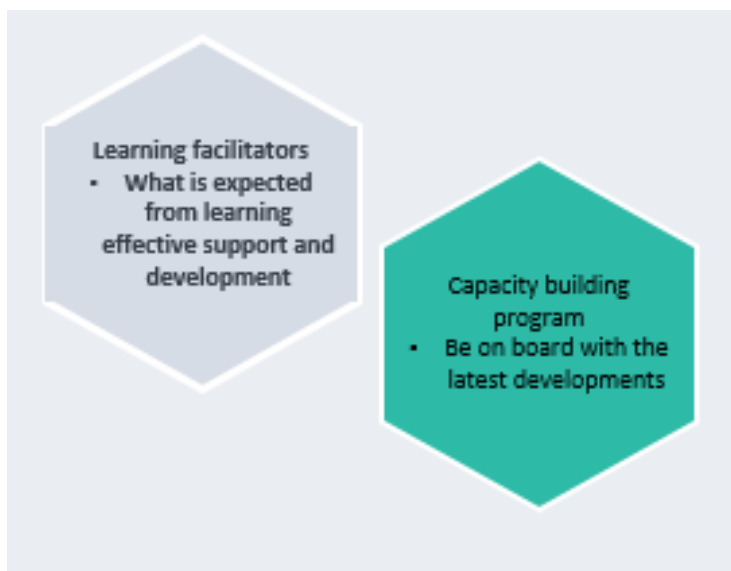 Learning facilitators
▪ What is expected
from learning
effective support and
development
Capacity building
program
▪ Be on board with the
latest developments